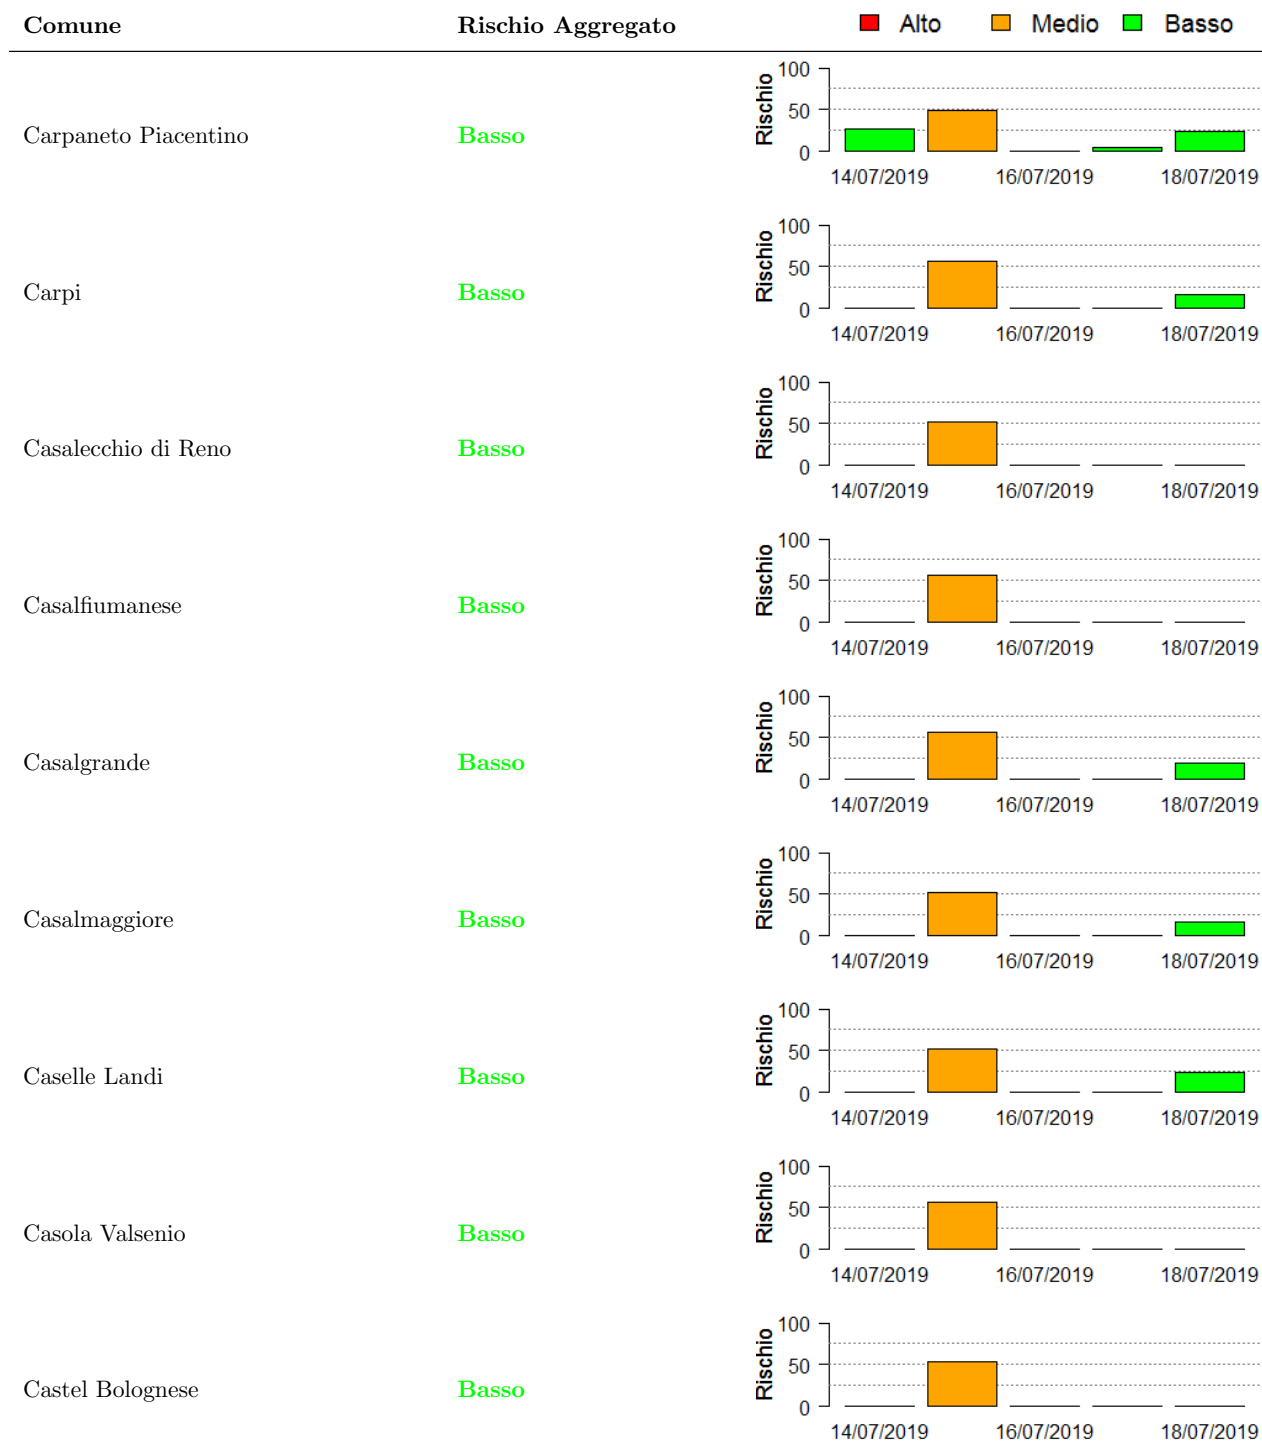 Comune Rischio Aggregato Alto Medio Basso
Carpaneto Piacentino Basso
Rischio
100
50
0
14/07/2019 16/07/2019 18/07/2019
Carpi Basso
Rischio
100
50
0
14/07/2019 16/07/2019 18/07/2019
Casalecchio di Reno Basso
Rischio
100
50
0
14/07/2019 16/07/2019 18/07/2019
Casalfiumanese Basso
Rischio
100
50
0
14/07/2019 16/07/2019 18/07/2019
Casalgrande Basso
Rischio
100
50
0
14/07/2019 16/07/2019 18/07/2019
Casalmaggiore Basso
Rischio
100
50
0
14/07/2019 16/07/2019 18/07/2019
Caselle Landi Basso
Rischio
100
50
0
14/07/2019 16/07/2019 18/07/2019
Casola Valsenio Basso
Rischio
100
50
0
14/07/2019 16/07/2019 18/07/2019
Castel Bolognese Basso
Rischio
100
50
0
14/07/2019 16/07/2019 18/07/2019